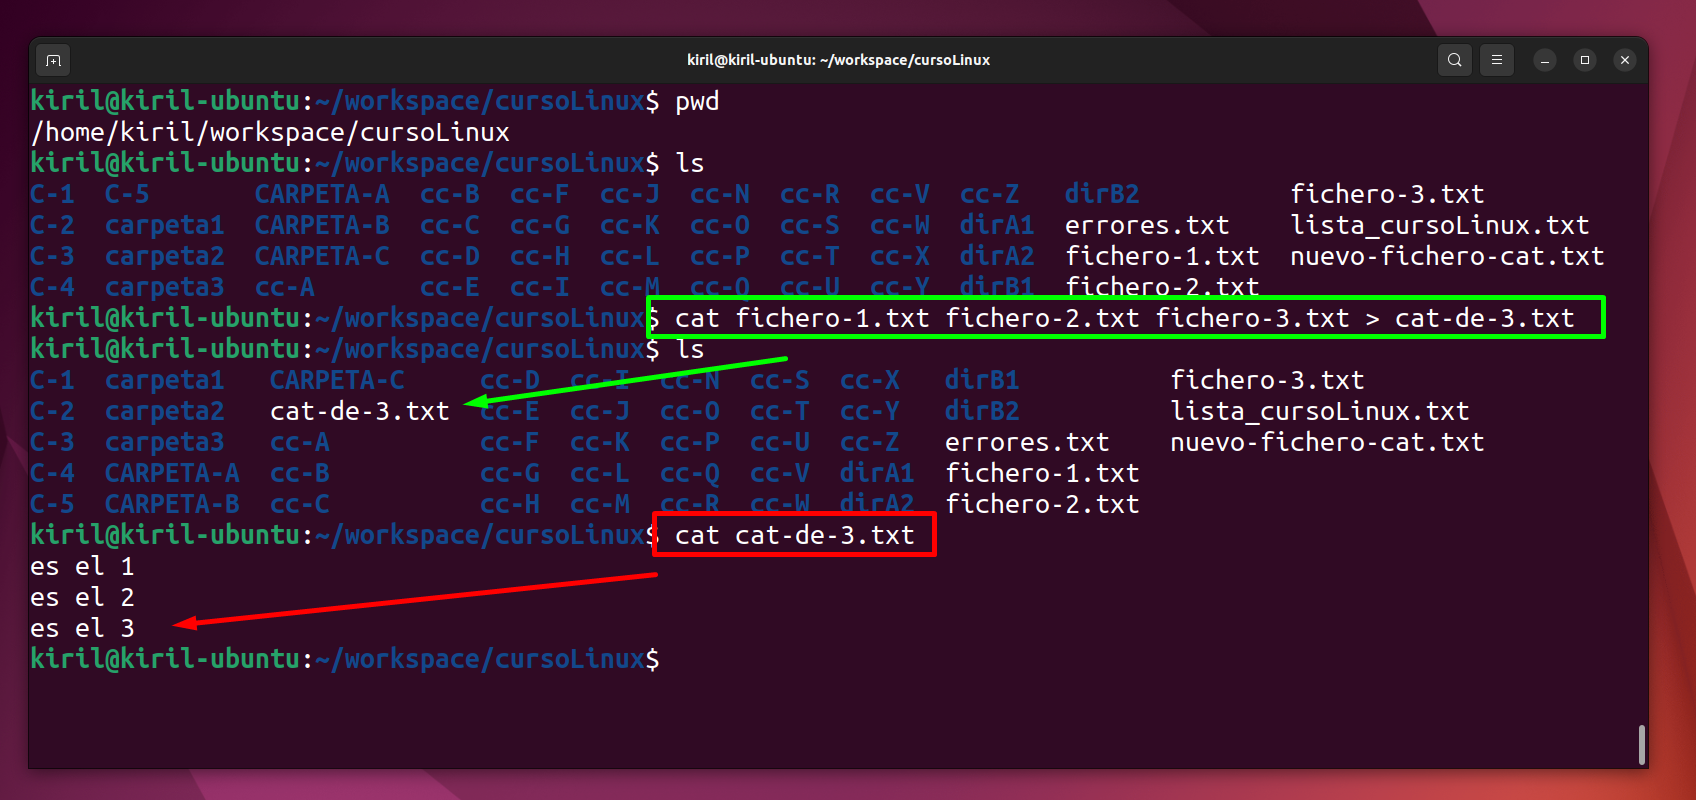 kiril@kiril-ubuntu: ~/workspace/cursoLinux
kiril@kiril-ubuntu:~/workspace/cursoLinux$ pwd
/home/kiril/workspace/cursoLinux
kiril@kiril-ubuntu:~/workspace/cursoLinux$ ls
C-1  C-5       CARPETA-A  cc-B  cc-F  cc-J  cc-N  cc-R  cc-V  cc-Z   dirB2          fichero-3.txt
C-2  carpeta1  CARPETA-B  cc-C  cc-G  cc-K  cc-O  cc-S  cc-W  dirA1  errores.txt    lista_cursoLinux.txt
C-3  carpeta2  CARPETA-C  cc-D  cc-H  cc-L  cc-P  cc-T  cc-X  dirA2  fichero-1.txt  nuevo-fichero-cat.txt
C-4  carpeta3  cc-A       cc-E  cc-I  cc-M  cc-Q  cc-U  cc-Y  dirB1  fichero-2.txt
kiril@kiril-ubuntu:~/workspace/cursoLinux$ cat fichero-1.txt fichero-2.txt fichero-3.txt > cat-de-3.txt
kiril@kiril-ubuntu:~/workspace/cursoLinux$ ls
C-1  carpeta1   CARPETA-C     cc-D  cc-I  cc-N  cc-S  cc-X   dirB1          fichero-3.txt
C-2  carpeta2   cat-de-3.txt  cc-E  cc-J  cc-O  cc-T  cc-Y   dirB2          lista_cursoLinux.txt
C-3  carpeta3   cc-A          cc-F  cc-K  cc-P  cc-U  cc-Z   errores.txt    nuevo-fichero-cat.txt
C-4  CARPETA-A  cc-B          cc-G  cc-L  cc-Q  cc-V  dirA1  fichero-1.txt
C-5  CARPETA-B  cc-C          cc-H  cc-M  cc-R  cc-W  dirA2  fichero-2.txt
kiril@kiril-ubuntu:~/workspace/cursoLinux$ cat cat-de-3.txt
es el 1
es el 2
es el 3
kiril@kiril-ubuntu:~/workspace/cursoLinux$